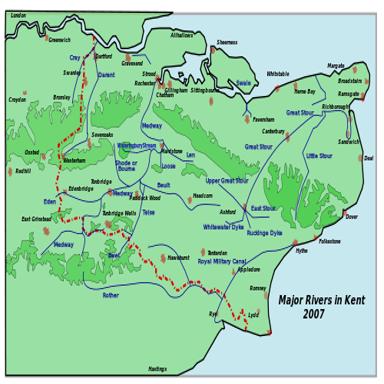 London
Greenwich
Allhallows
Sheerness
Cray
Dartford
Gravesend
Swanley
Darent
Strood
Rochester
Gillingham
Chatham
Sittingbourne
Swale
Whitstable
Herne Bay
Margate
Broadstairs
Ramsgate
Bromley
Croydon
Faversham
Great Stour
Richborough
Canterbury
Sandwich
Medway
Sevenoaks
Maidstone
Len
Loose
Shode or
Bourne
Great Stour
Little Stour
Deal
Oxted
Westerham
Redhill
Tonbridge
Edenbridge
Medway
Beult
Paddock Wood
Headcorn
Upper Great Stour
Eden
East Grinstead
Tunbridge Wells
Teise
Ashford
East Stour
Whitewater Dyke
Ruckinge Dyke
Dover
Folkestone
Hythe
Medway
Bewl
Hawkhurst
Tenterden
Royal Military Canal
Appledore
Rother
Romney
Rye
Lydd
Major Rivers in Kent
2007
Hastings